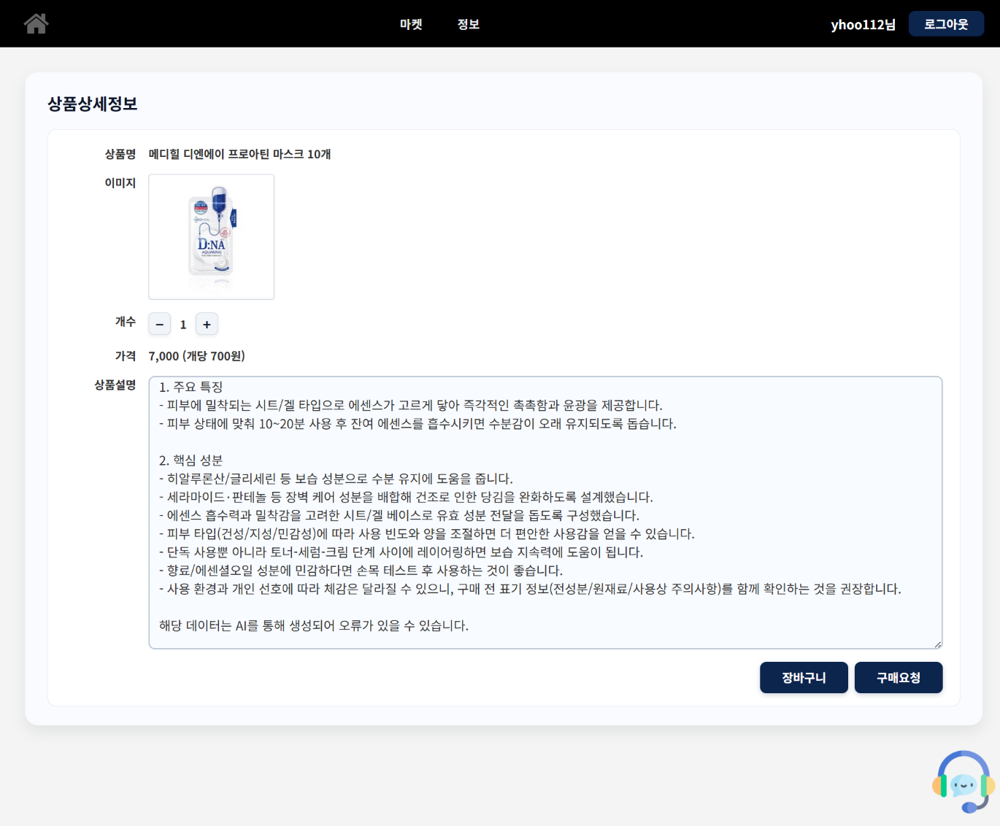 마켓
정보
yhoo112님
로그아웃
상품상세정보
상품명 메디힐 디엔에이 프로아틴 마스크 10개
이미지
D:NA
AQUARING
개수 − 1 +
가격 7,000 (개당 700원)
상품설명
1. 주요 특징
- 피부에 밀착되는 시트/겔 타입으로 에센스가 고르게 닿아 즉각적인 촉촉함과 윤광을 제공합니다.
- 피부 상태에 맞춰 10~20분 사용 후 잔여 에센스를 흡수시키면 수분감이 오래 유지되도록 돕습니다.
2. 핵심 성분
- 히알루론산/글리세린 등 보습 성분으로 수분 유지에 도움을 줍니다.
- 세라마이드·판테놀 등 장벽 케어 성분을 배합해 건조로 인한 당김을 완화하도록 설계했습니다.
- 에센스 흡수력과 밀착감을 고려한 시트/겔 베이스로 유효 성분 전달을 돕도록 구성했습니다.
- 피부 타입(건성/지성/민감성)에 따라 사용 빈도와 양을 조절하면 더 편안한 사용감을 얻을 수 있습니다.
- 단독 사용뿐 아니라 토너-세럼-크림 단계 사이에 레이어링하면 보습 지속력에 도움이 됩니다.
- 향료/에센셜오일 성분에 민감하다면 손목 테스트 후 사용하는 것이 좋습니다.
- 사용 환경과 개인 선호에 따라 체감은 달라질 수 있으니, 구매 전 표기 정보(전성분/원재료/사용상 주의사항)를 함께 확인하는 것을 권장합니다.
해당 데이터는 AI를 통해 생성되어 오류가 있을 수 있습니다.
장바구니
구매요청